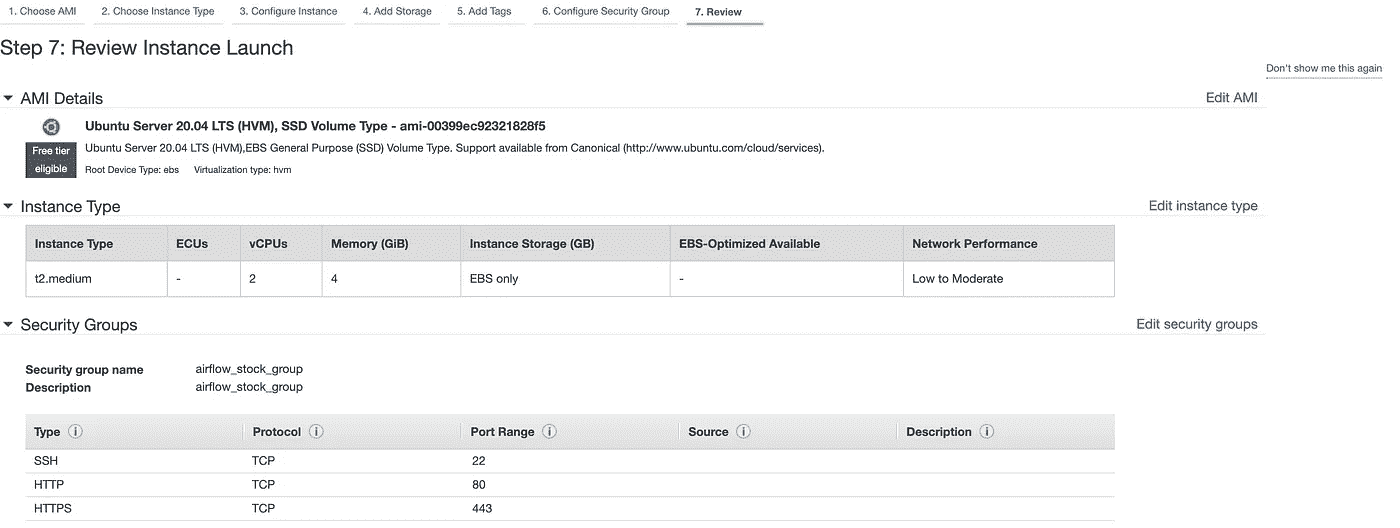 1. Choose AMI 2. Choose Instance Type 3. Configure Instance 4. Add Storage 5. Add Tags 6. Configure Security Group 7. Review
Step 7: Review Instance Launch
Don't show me this again
AMI Details Edit AMI
Ubuntu Server 20.04 LTS (HVM), SSD Volume Type - ami-00399ec92321828f5
Free tier
eligible
Ubuntu Server 20.04 LTS (HVM),EBS General Purpose (SSD) Volume Type. Support available from Canonical (http://www.ubuntu.com/cloud/services).
Root Device Type: ebs Virtualization type: hvm
Instance Type Edit instance type
Instance Type ECUs vCPUs Memory (GiB) Instance Storage (GB) EBS-Optimized Available Network Performance
t2.medium - 2 4 EBS only - Low to Moderate
Security Groups Edit security groups
Security group name airflow_stock_group
Description airflow_stock_group
Type i Protocol i Port Range i Source i Description i
SSH TCP 22
HTTP TCP 80
HTTPS TCP 443